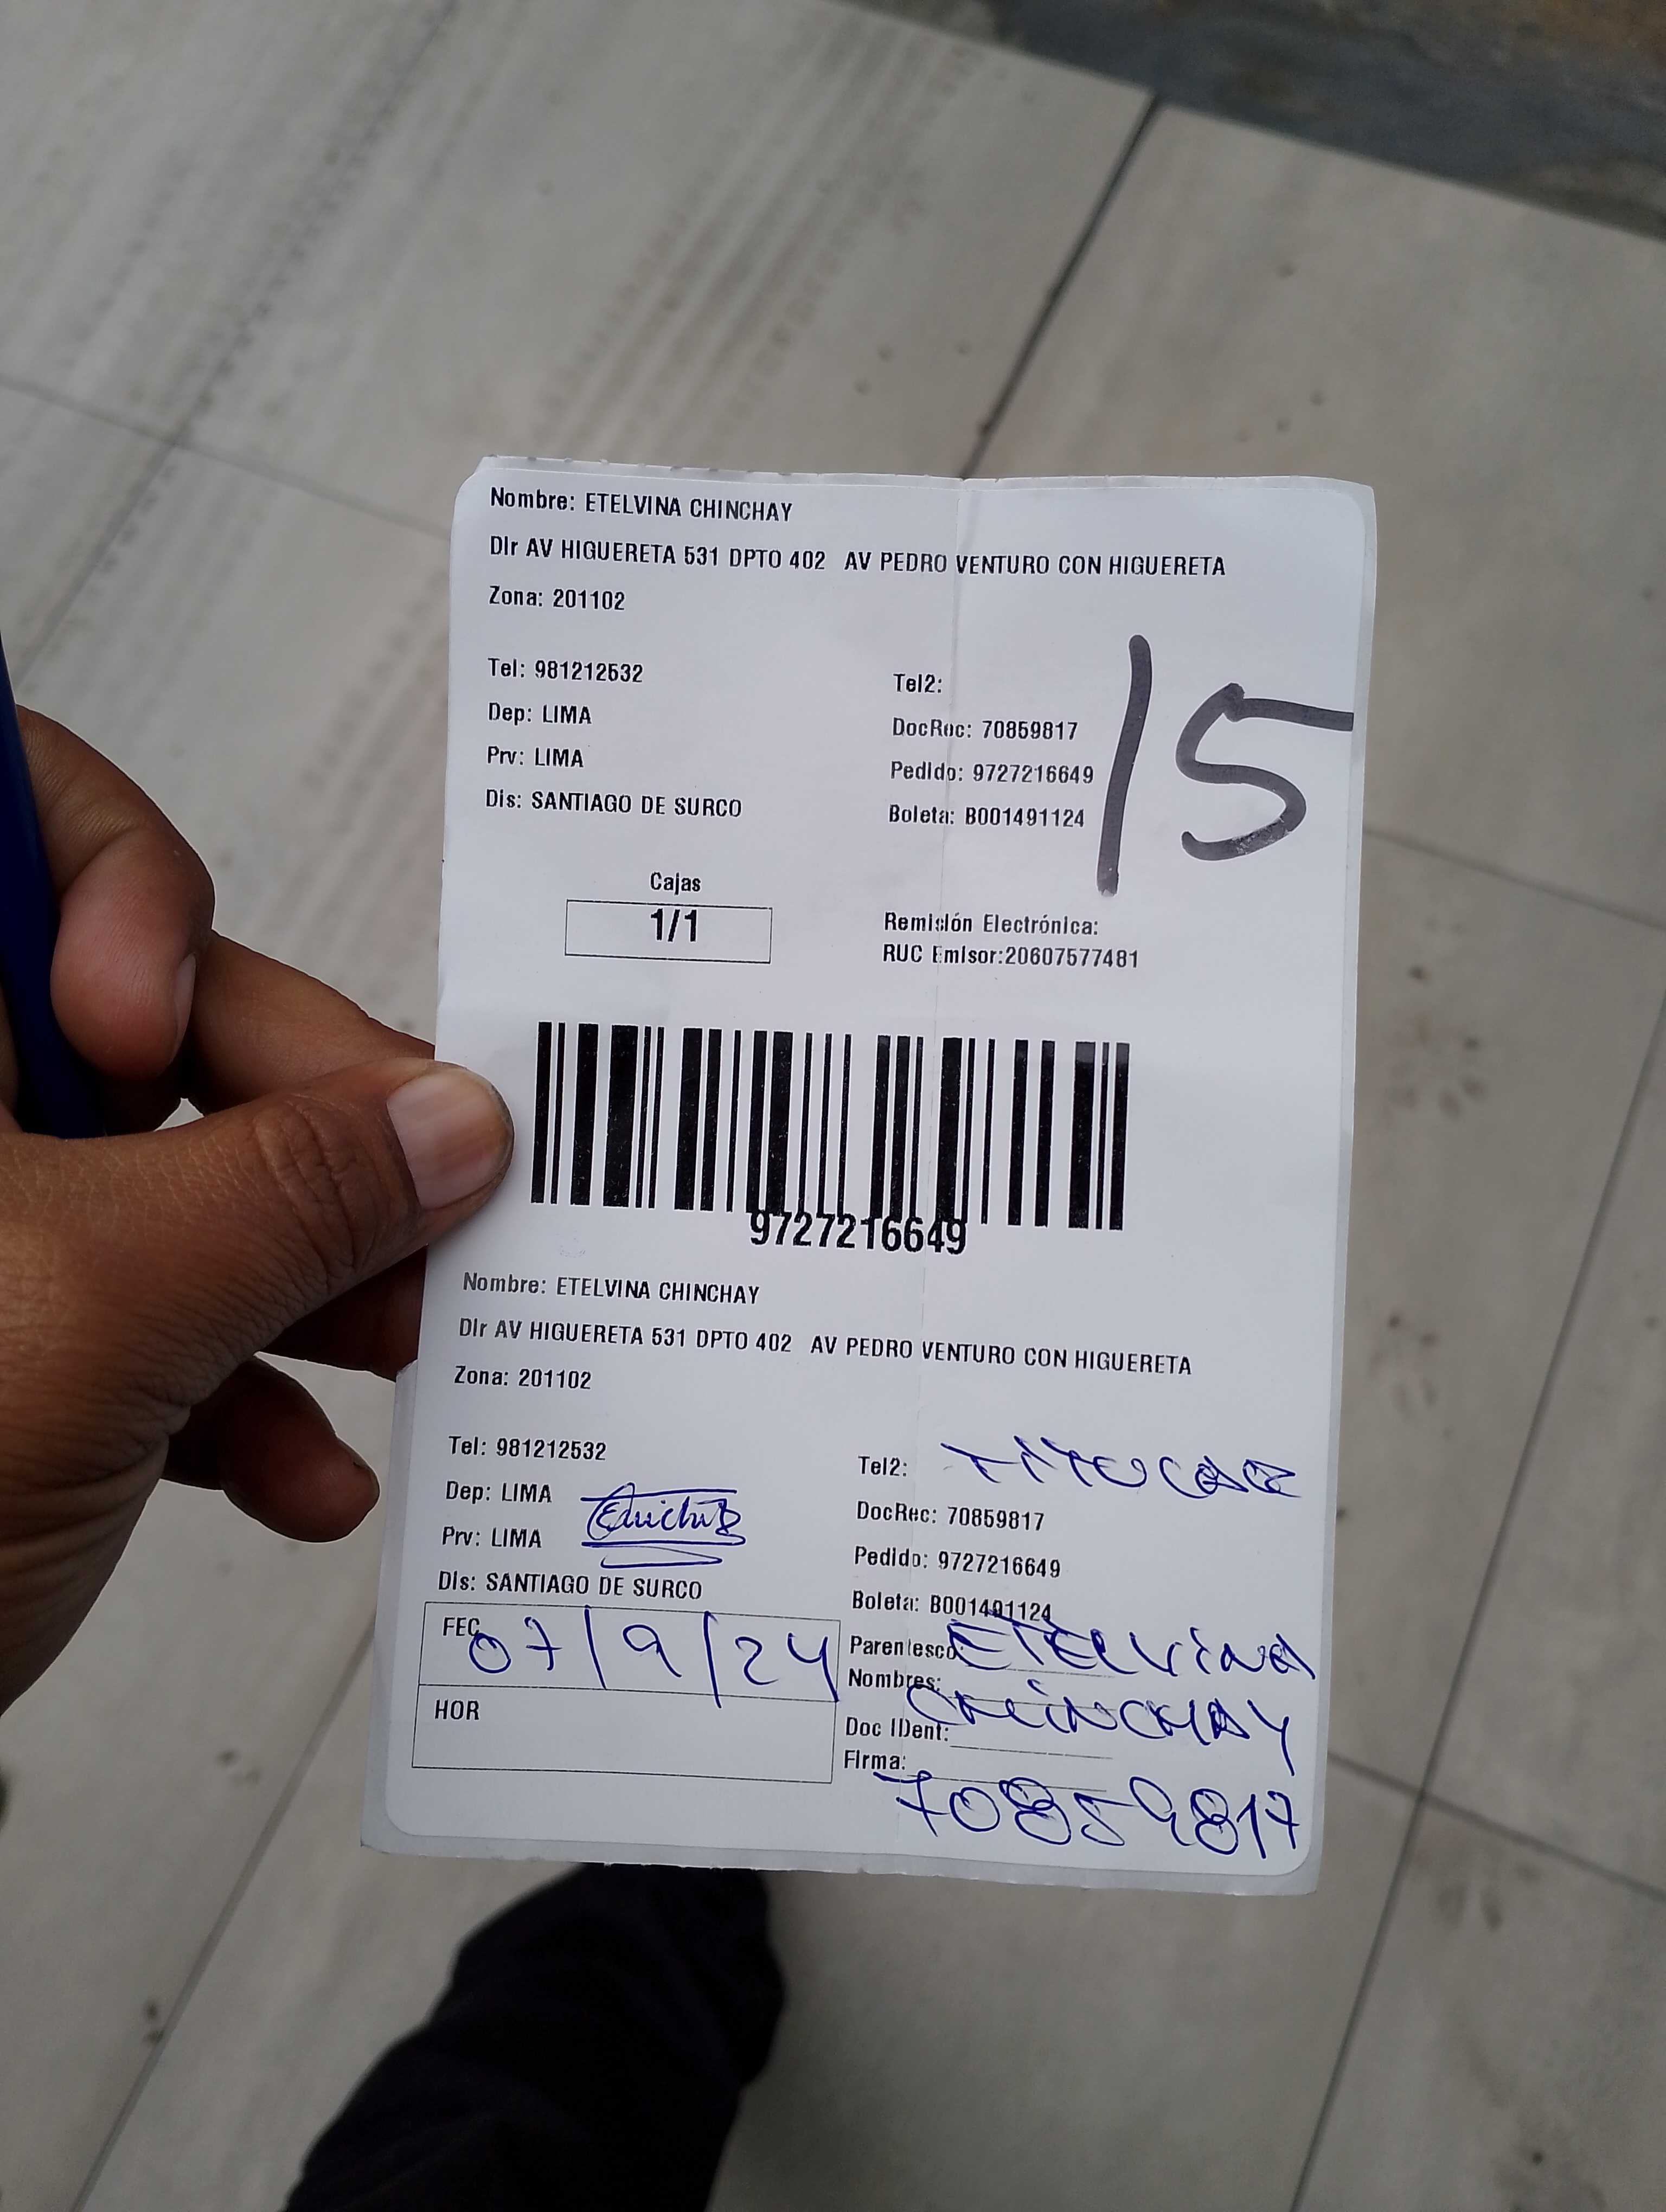 Nombre: ETELVINA CHINCHAY
Dir AV HIGUERETA 531 DPTO 402 AV PEDRO VENTURO CON HIGUERETA
Zona: 201102
Tel: 981212532
Tel2:
Dep: LIMA
DocRec: 70859817
Prv: LIMA
Pedido: 9727216649
Dis: SANTIAGO DE SURCO
Boleta: B001491124
15
Cajas
1/1
Remisión Electrónica:
RUC Emisor:20607577481
9727216649
Nombre: ETELVINA CHINCHAY
Dir AV HIGUERETA 531 DPTO 402 AV PEDRO VENTURO CON HIGUERETA
Zona: 201102
Tel: 981212532
Tel2:
Dep: LIMA
DocRec: 70859817
Prv: LIMA
Pedido: 9727216649
Dis: SANTIAGO DE SURCO
Boleta: B001491124
FEC 07/9/24
Parentesco: ETELVINA
Nombres: CHINCHAY
HOR
Doc IDent:
Firma:
70859817